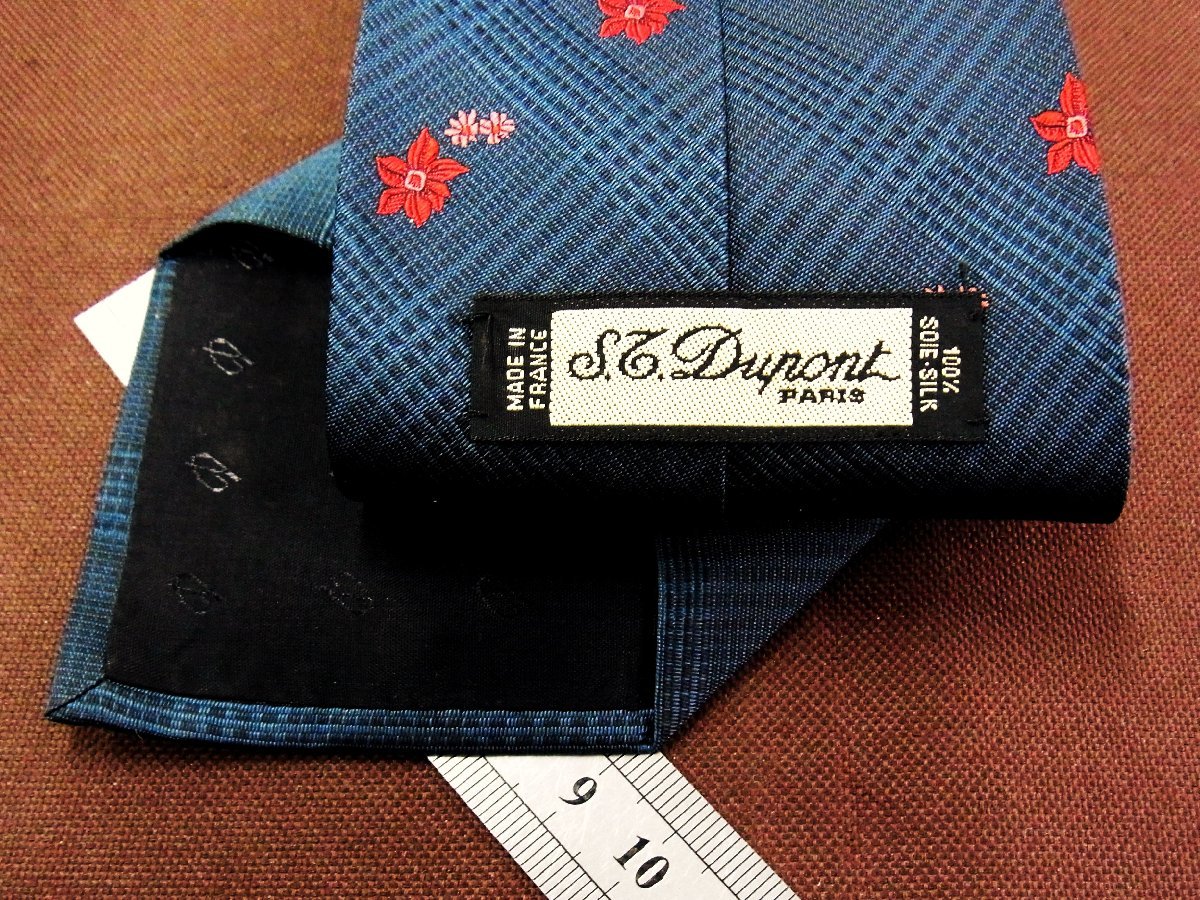 MADE IN
FRANCE
S.T. Dupont
PARIS
100%
SOIE-SILK
9
10